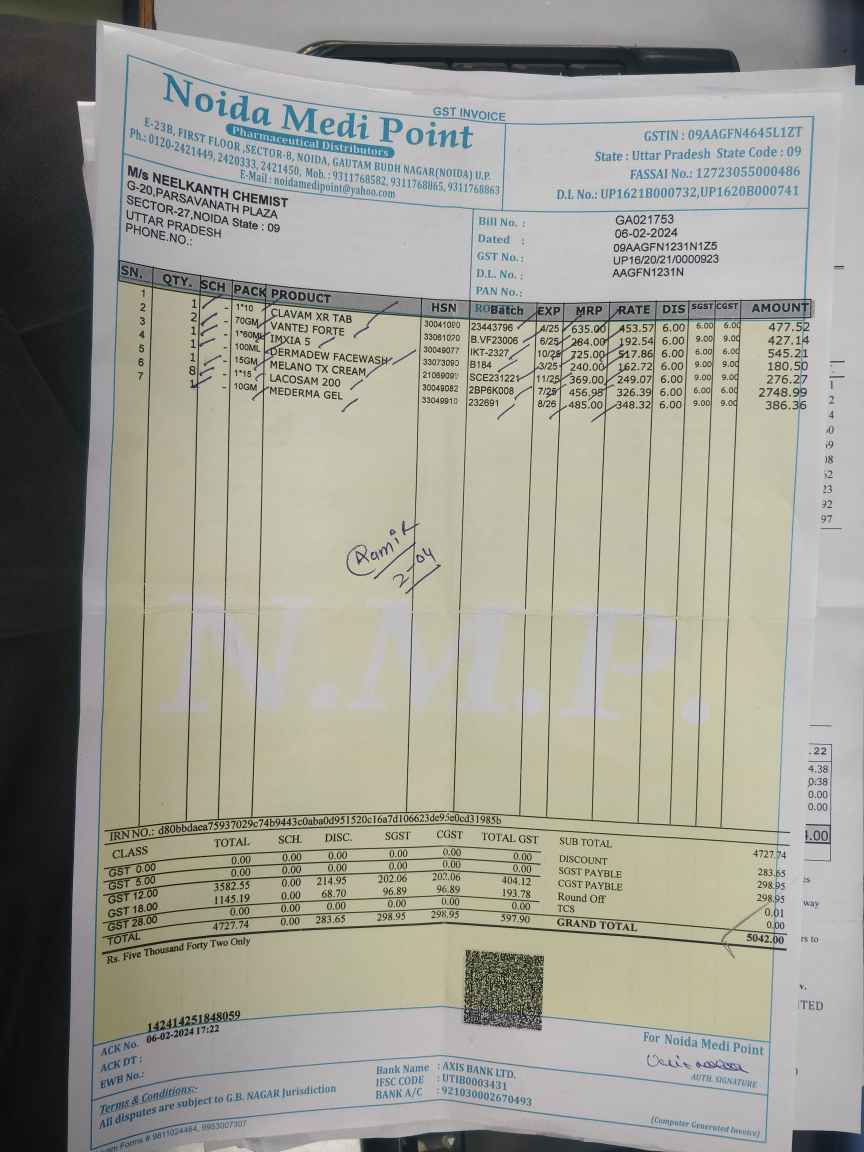 GST INVOICE
Noida Medi Point
Pharmaceutical Distributors
E-23B, FIRST FLOOR ,SECTOR-8, NOIDA, GAUTAM BUDH NAGAR(NOIDA) U.P.
Ph.: 0120-2421449, 2420333, 2421450, Mob. : 9311768582, 9311768865, 9311768863
E-Mail : noidamedipoint@yahoo.com
GSTIN : 09AAGFN4645L1ZT
State : Uttar Pradesh State Code : 09
FASSAI No.: 12723055000486
D.L No.: UP1621B000732,UP1620B000741
M/s NEELKANTH CHEMIST
G-20,PARSAVANATH PLAZA
SECTOR-27,NOIDA State : 09
UTTAR PRADESH
PHONE.NO.:
Bill No. : GA021753
Dated : 06-02-2024
GST No. : 09AAGFN1231N1Z5
D.L. No. : UP16/20/21/0000923
PAN No.: AAGFN1231N
SN. QTY. SCH PACK PRODUCT HSN Batch EXP MRP RATE DIS SGST CGST AMOUNT
1 1 - 1*10 CLAVAM XR TAB 30041090 23443796 4/25 635.00 453.57 6.00 6.00 6.00 477.52
2 2 - 70GM VANTEJ FORTE 33061020 B.VF23006 6/25 284.00 192.54 6.00 9.00 9.00 427.14
3 1 - 1*60ML IMXIA 5 30049077 IKT-2327 10/25 725.00 517.86 6.00 6.00 6.00 545.21
4 1 - 100ML DERMADEW FACEWASH 33073090 B184 3/25 240.00 162.72 6.00 9.00 9.00 180.50
5 1 - 15GM MELANO TX CREAM SCE231221 11/25 369.00 249.07 6.00 9.00 9.00 276.27
6 8 - 1*15 LACOSAM 200 30049082 2BP6K008 7/25 456.95 326.39 6.00 6.00 6.00 2748.99
7 1 - 10GM MEDERMA GEL 33049910 232691 8/26 485.00 348.32 6.00 9.00 9.00 386.36
2-04
N.M.P.
IRN NO.:
CLASS TOTAL SCH. DISC. SGST CGST TOTAL GST
GST 0.00 0.00 0.00 0.00 0.00 0.00 0.00
GST 5.00 0.00 0.00 0.00 0.00 0.00 0.00
GST 12.00 3582.55 0.00 214.95 202.06 202.06 404.12
GST 18.00 1145.19 0.00 68.70 96.89 96.89 193.78
GST 28.00 0.00 0.00 0.00 0.00 0.00 0.00
TOTAL 4727.74 0.00 283.65 298.95 298.95 597.90
SUB TOTAL 4727.74
DISCOUNT 283.65
SGST PAYBLE 298.95
CGST PAYBLE 298.95
Round Off 0.01
TCS 0.00
GRAND TOTAL 5042.00
Rs. Five Thousand Forty Two Only
ACK No. 142414251848059
ACK DT : 06-02-2024 17:22
EWB No.:
For Noida Medi Point
AUTH. SIGNATURE
Terms & Conditions:-
All disputes are subject to G.B. NAGAR Jurisdiction
Bank Name : AXIS BANK LTD.
IFSC CODE : UTIB0003431
BANK A/C : 921030002670493
(Computer Generated Invoice)
Forms # 9811024464, 9953007307